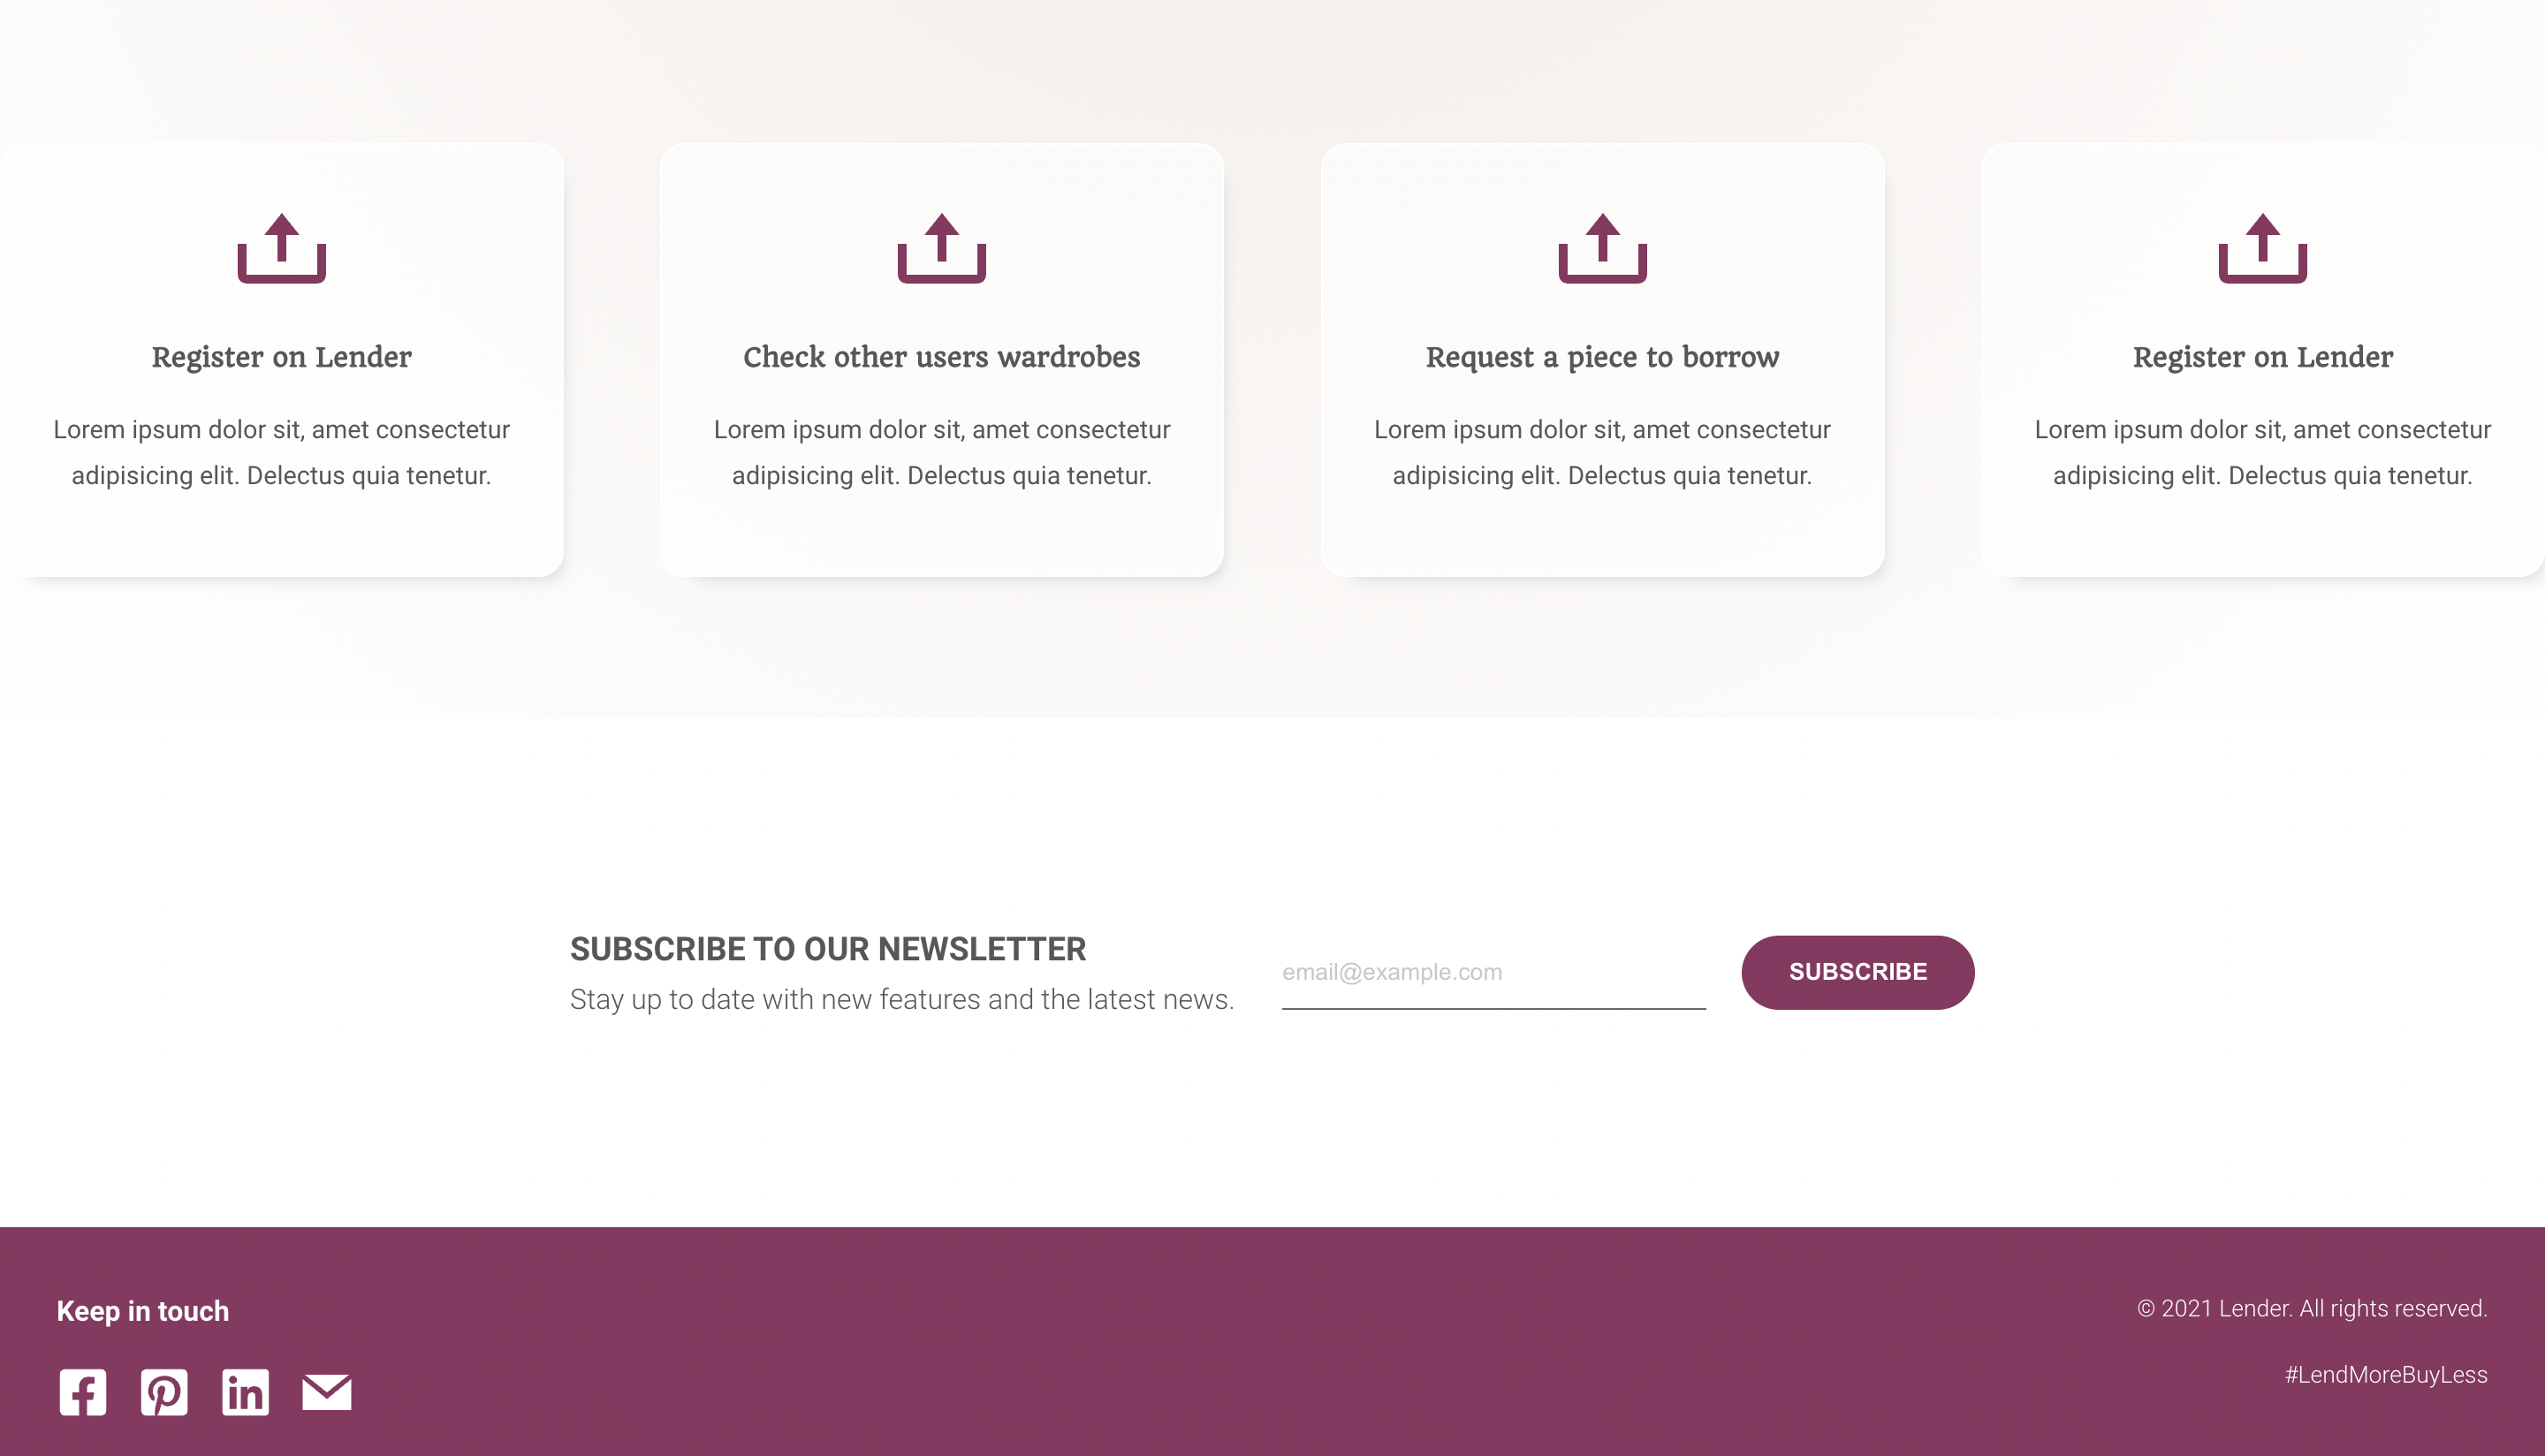 Register on Lender
Lorem ipsum dolor sit, amet consectetur
adipisicing elit. Delectus quia tenetur.
Check other users wardrobes
Lorem ipsum dolor sit, amet consectetur
adipisicing elit. Delectus quia tenetur.
Request a piece to borrow
Lorem ipsum dolor sit, amet consectetur
adipisicing elit. Delectus quia tenetur.
Register on Lender
Lorem ipsum dolor sit, amet consectetur
adipisicing elit. Delectus quia tenetur.
SUBSCRIBE TO OUR NEWSLETTER
Stay up to date with new features and the latest news.
email@example.com
SUBSCRIBE
Keep in touch
© 2021 Lender. All rights reserved.
#LendMoreBuyLess